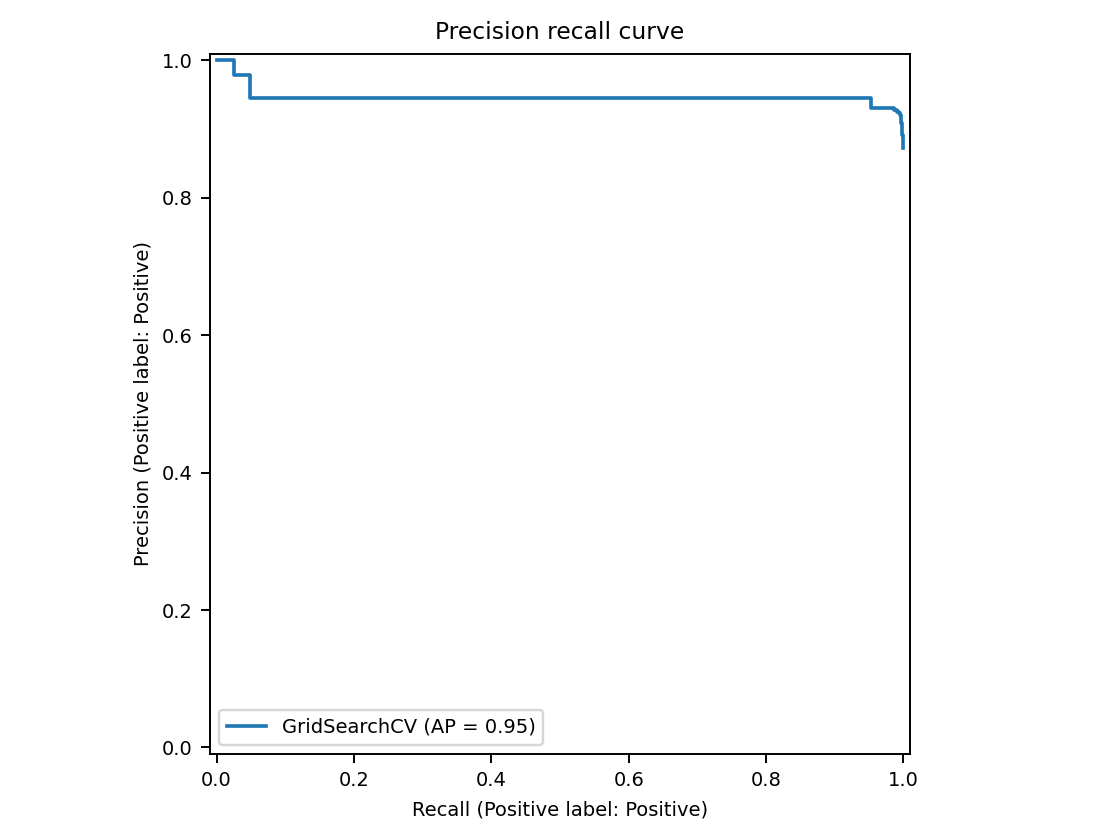 Precision recall curve
1.0
0.8
0.6
0.4
0.2
0.0
Precision (Positive label: Positive)
GridSearchCV (AP = 0.95)
0.0 0.2 0.4 0.6 0.8 1.0
Recall (Positive label: Positive)